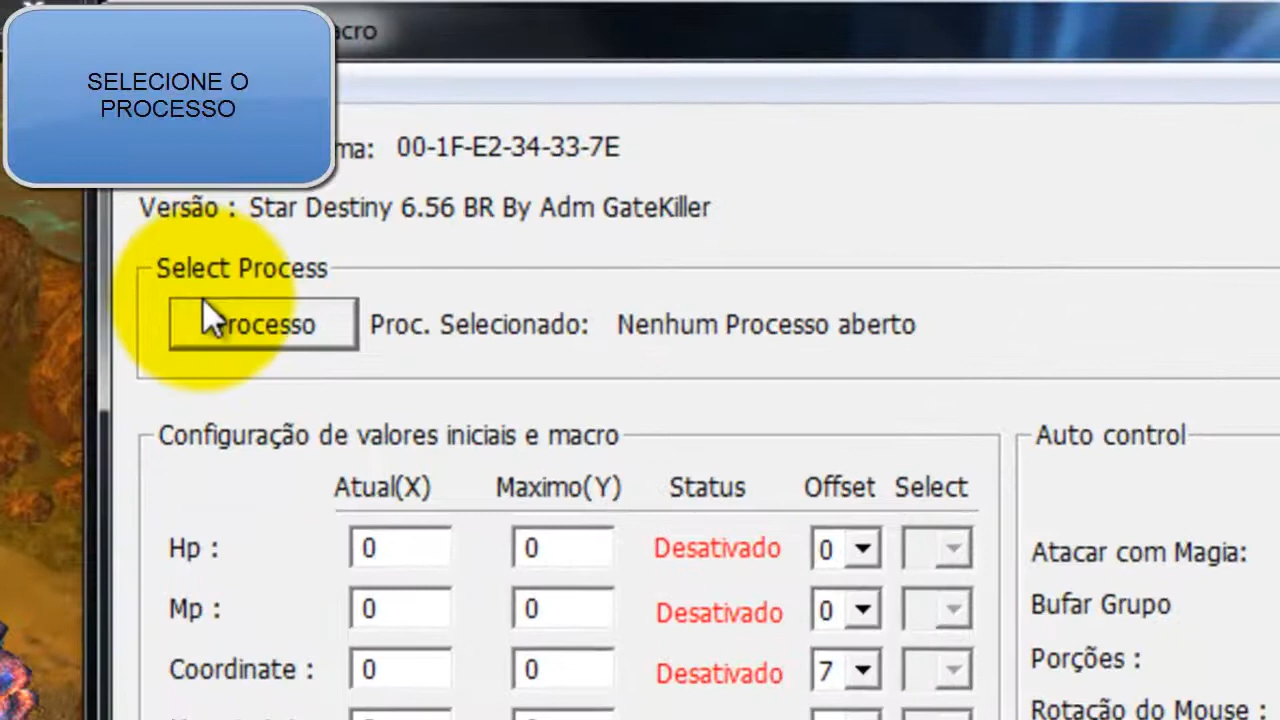 SELECIONE O
PROCESSO
acro
ma: 00-1F-E2-34-33-7E
Versão : Star Destiny 6.56 BR By Adm GateKiller
Select Process
rocesso Proc. Selecionado: Nenhum Processo aberto
Configuração de valores iniciais e macro
Auto control
Atual(X) Maximo(Y) Status Offset Select
Hp : 0 0 Desativado 0
Atacar com Magia:
Mp : 0 0 Desativado 0
Bufar Grupo
Coordinate : 0 0 Desativado 7
Porções :
Rotação do Mouse :